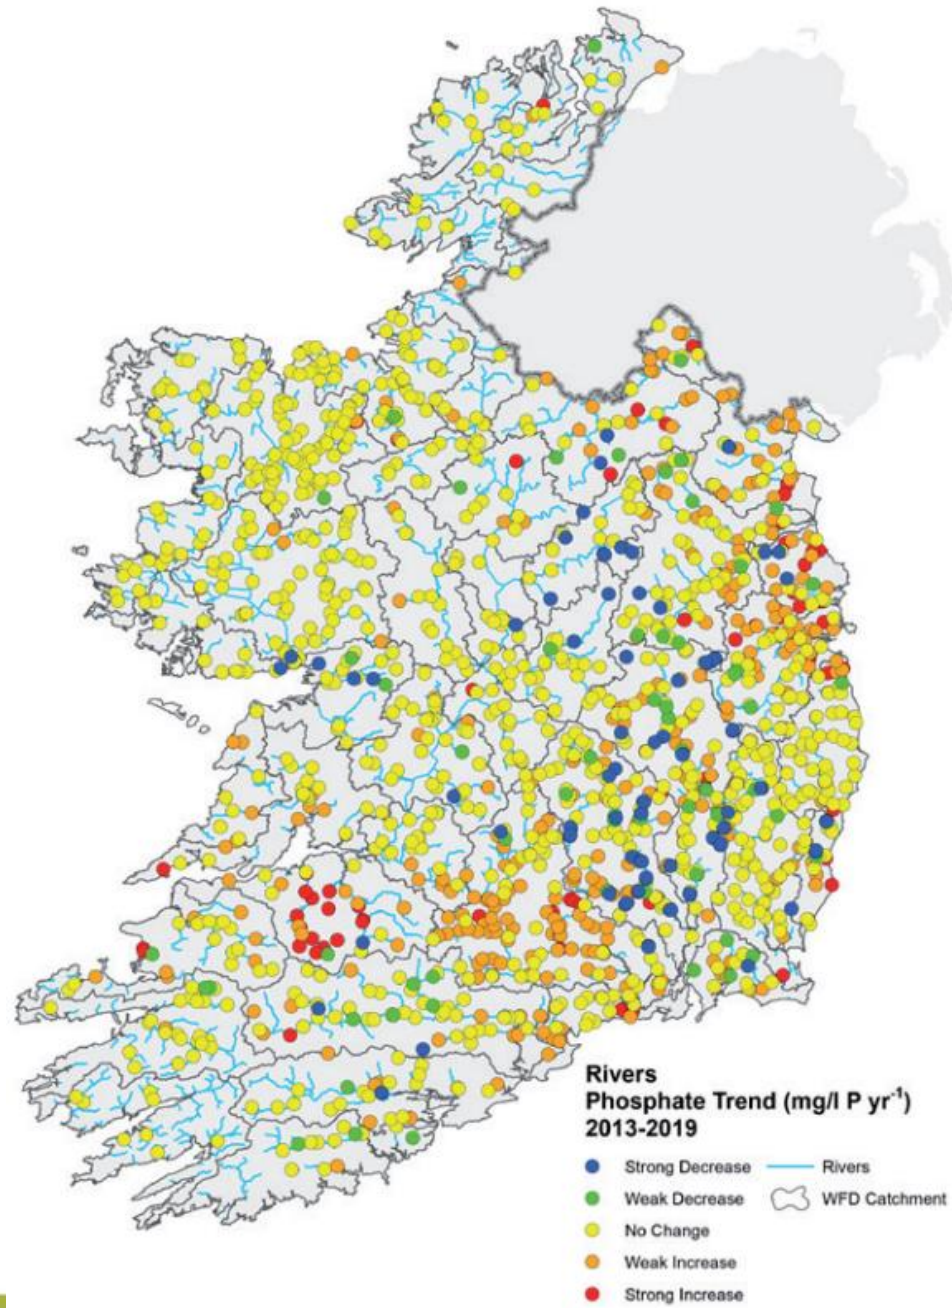 Rivers
Phosphate Trend (mg/l P yr⁻¹)
2013-2019
Strong Decrease
Rivers
Weak Decrease
WFD Catchment
No Change
Weak Increase
Strong Increase